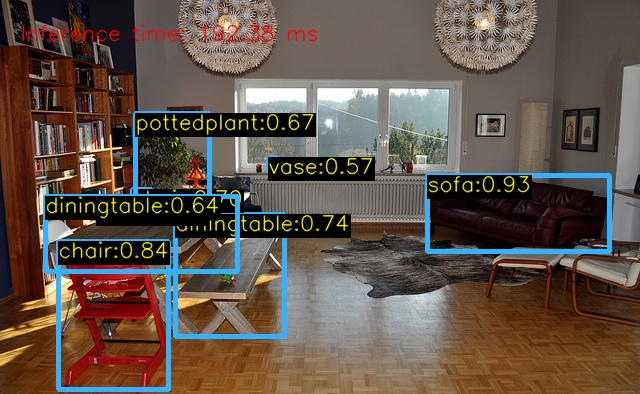 Inference time: 192.38 ms
pottedplant:0.67
vase:0.57
sofa:0.93
diningtable:0.64
diningtable:0.74
chair:0.84